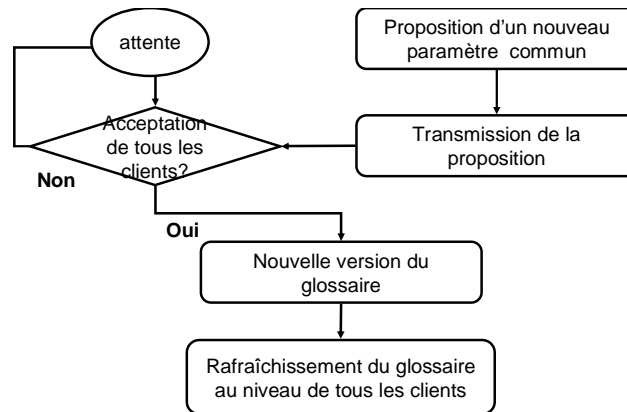 attente
Proposition d'un nouveau
paramètre commun
Acceptation
de tous les
clients?
Transmission de la
proposition
Non
Oui
Nouvelle version du
glossaire
Rafraîchissement du glossaire
au niveau de tous les clients